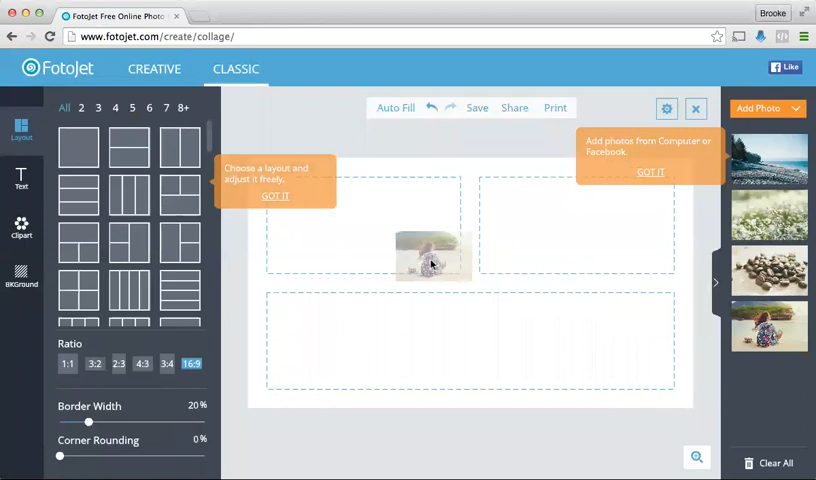 FotoJet Free Online Photo
Brooke
www.fotojet.com/create/collage/
FOTOJET
CREATIVE
CLASSIC
Like
Layout
Text
Clipart
BKGround
All 2 3 4 5 6 7 8+
Auto Fill
Save
Share
Print
Add Photo
Choose a layout and
adjust it freely.
GOT IT
Add photos from Computer or
Facebook.
GOT IT
Ratio
1:1 3:2 2:3 4:3 3:4 16:9
Border Width 20 %
Corner Rounding 0 %
Clear All